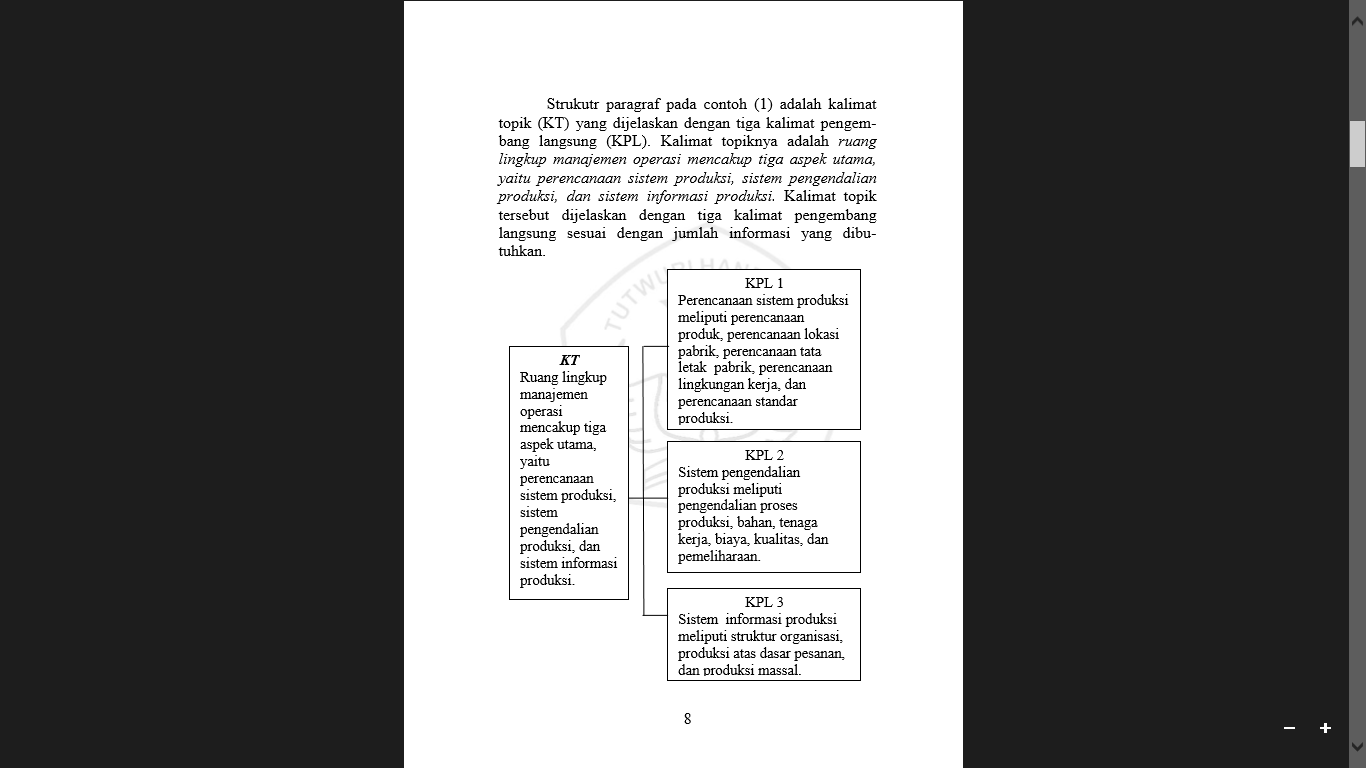 Strukutr paragraf pada contoh (1) adalah kalimat
topik (KT) yang dijelaskan dengan tiga kalimat pengem-
bang langsung (KPL). Kalimat topiknya adalah ruang
lingkup manajemen operasi mencakup tiga aspek utama,
yaitu perencanaan sistem produksi, sistem pengendalian
produksi, dan sistem informasi produksi. Kalimat topik
tersebut dijelaskan dengan tiga kalimat pengembang
langsung sesuai dengan jumlah informasi yang dibu-
tuhkan.
KT
Ruang lingkup
manajemen
operasi
mencakup tiga
aspek utama,
yaitu
perencanaan
sistem produksi,
sistem
pengendalian
produksi, dan
sistem informasi
produksi.
KPL 1
Perencanaan sistem produksi
meliputi perencanaan
produk, perencanaan lokasi
pabrik, perencanaan tata
letak pabrik, perencanaan
lingkungan kerja, dan
perencanaan standar
produksi.
KPL 2
Sistem pengendalian
produksi meliputi
pengendalian proses
produksi, bahan, tenaga
kerja, biaya, kualitas, dan
pemeliharaan.
KPL 3
Sistem informasi produksi
meliputi struktur organisasi,
produksi atas dasar pesanan,
dan produksi massal.
8